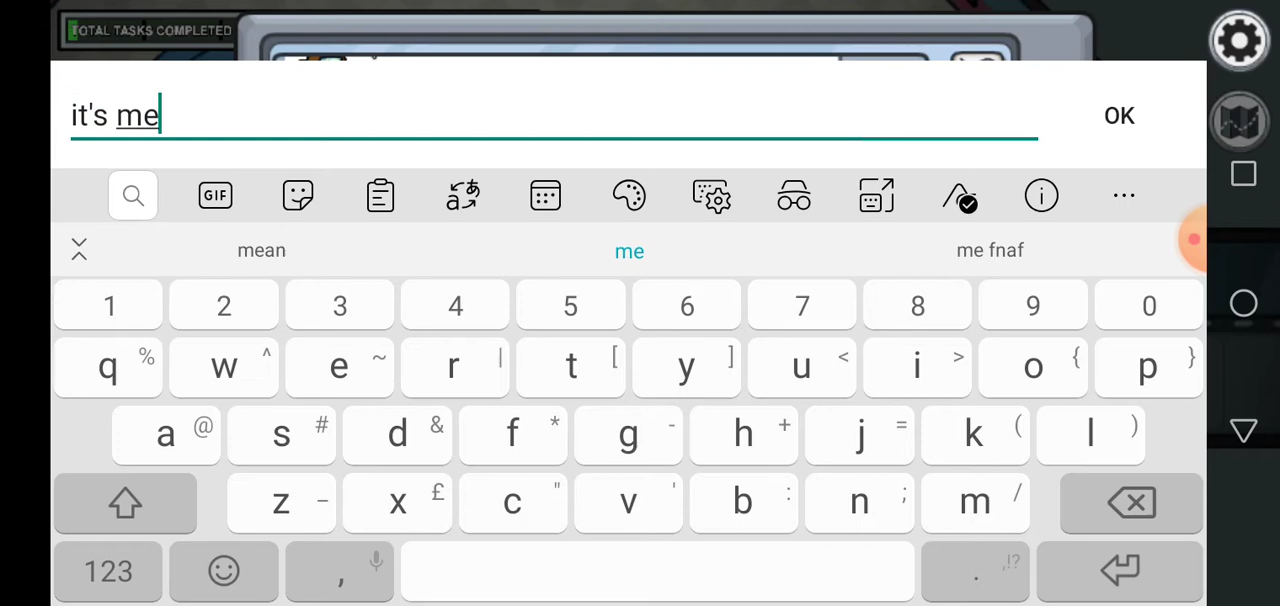 TOTAL TASKS COMPLETED
it's me
OK
GIF
mean me me fnaf
1 2 3 4 5 6 7 8 9 0
q % w ^ e ~ r | t [ y ] u < i > o { p }
a @ s # d & f * g - h + j = k ( l )
z _ x £ c " v ' b : n ; m /
123 , . ,!?